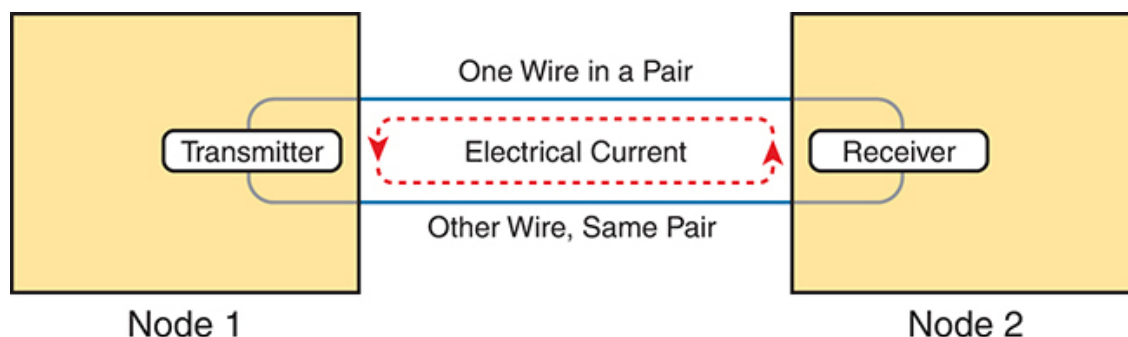 One Wire in a Pair
Transmitter
Electrical Current
Receiver
Other Wire, Same Pair
Node 1
Node 2